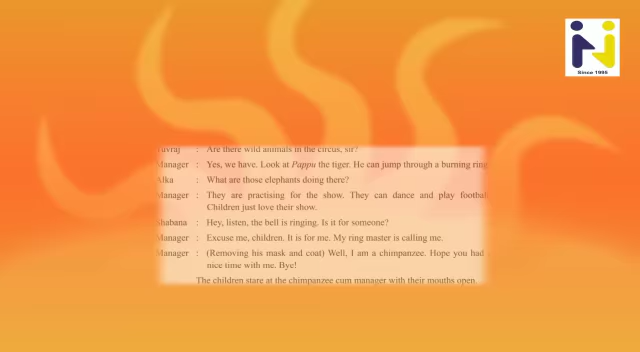 Since 1985
Yuvraj : Are there wild animals in the circus, sir?
Manager : Yes, we have. Look at Pappu the tiger. He can jump through a burning ring
Alka : What are those elephants doing there?
Manager : They are practising for the show. They can dance and play football
Children just love their show.
Shabana : Hey, listen, the bell is ringing. Is it for someone?
Manager : Excuse me, children. It is for me. My ring master is calling me.
Manager : (Removing his mask and coat) Well, I am a chimpanzee. Hope you had
nice time with me. Bye!
The children stare at the chimpanzee cum manager with their mouths open.